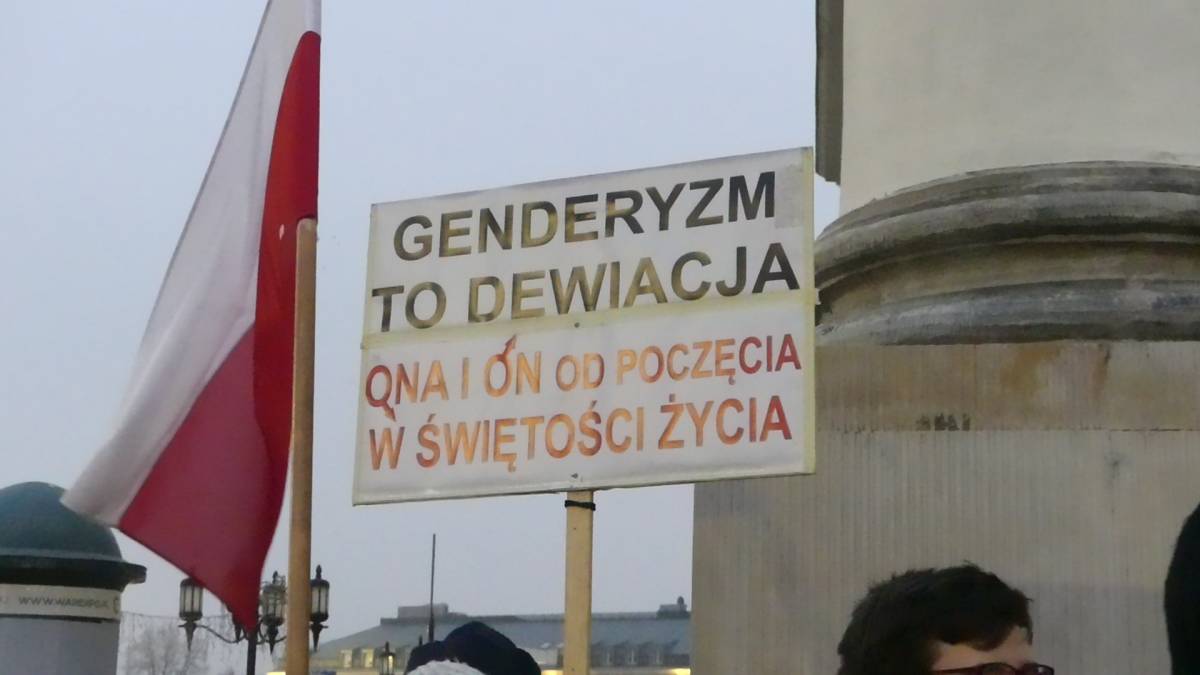 GENDERYZM
TO DEWIACJA
ONA I ON OD POCZĘCIA
W ŚWIĘTOŚCI ŻYCIA